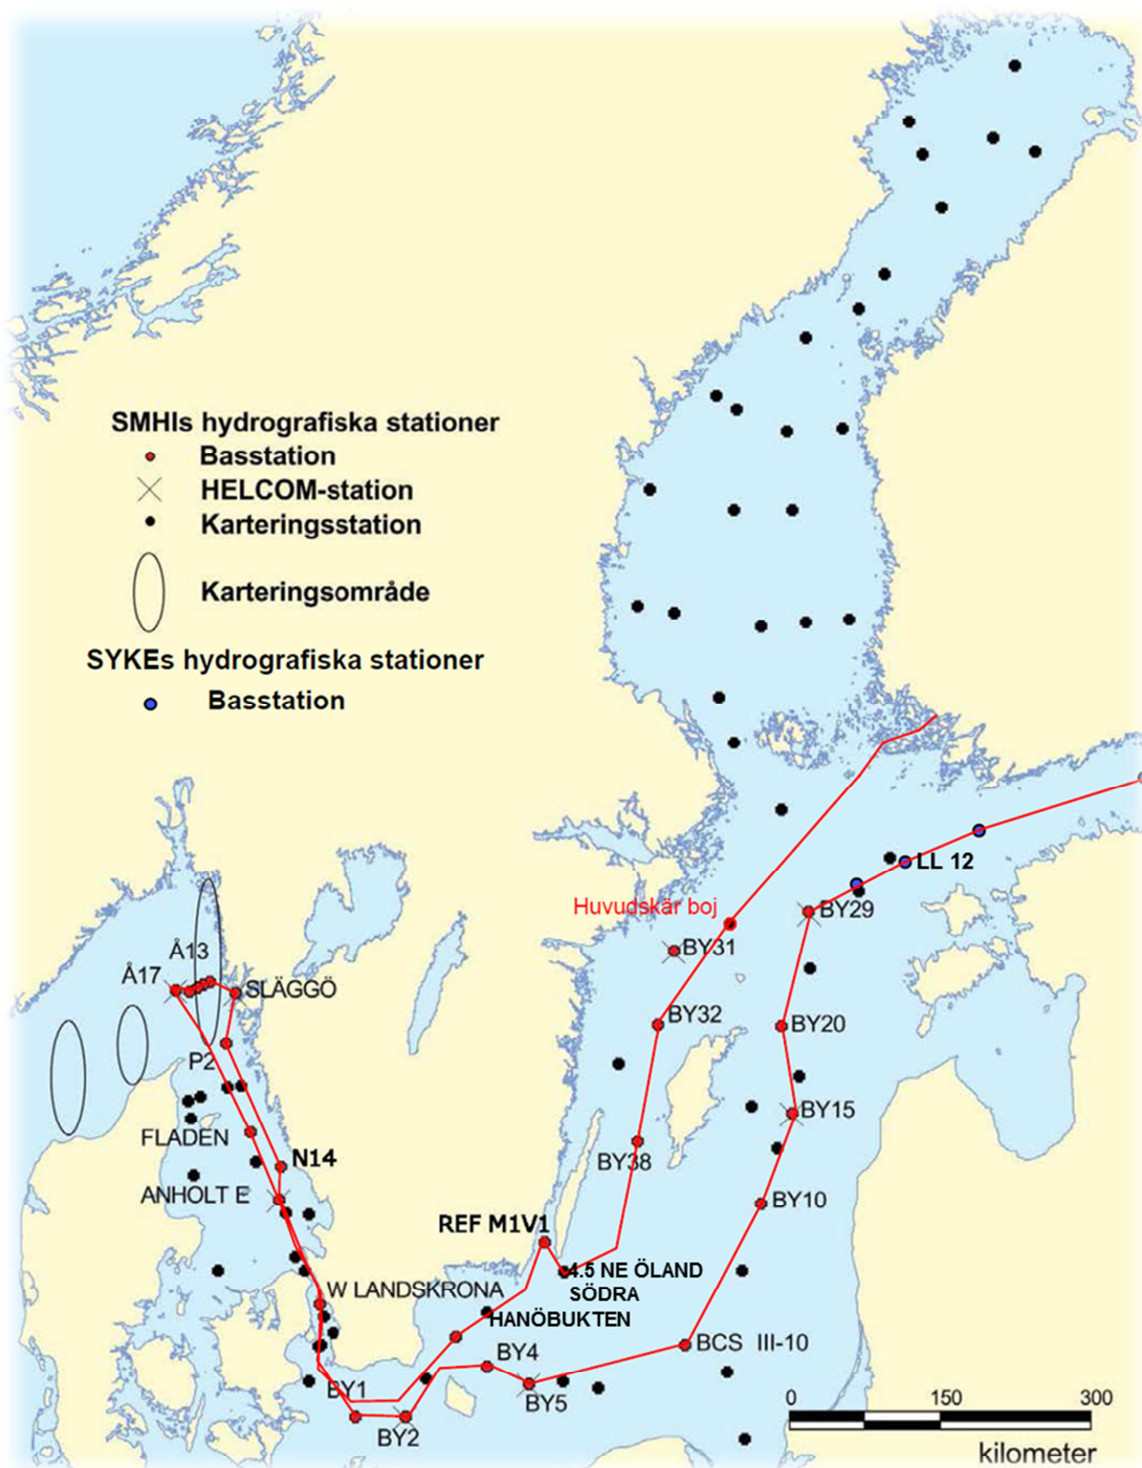 SMHIs hydrografiska stationer
Basstation
HELCOM-station
Karteringsstation
Karteringsområde
SYKEs hydrografiska stationer
Basstation
LL 12
Huvudskär boj
BY29
BY31
Å13
Å17
SLÄGGÖ
BY32
BY20
P2
BY15
FLADEN
N14
BY38
ANHOLT E
BY10
REF M1V1
4.5 NE ÖLAND
SÖDRA
W LANDSKRONA
HANÖBUKTEN
BCS III-10
BY4
BY1
BY5
BY2
0 150 300
kilometer